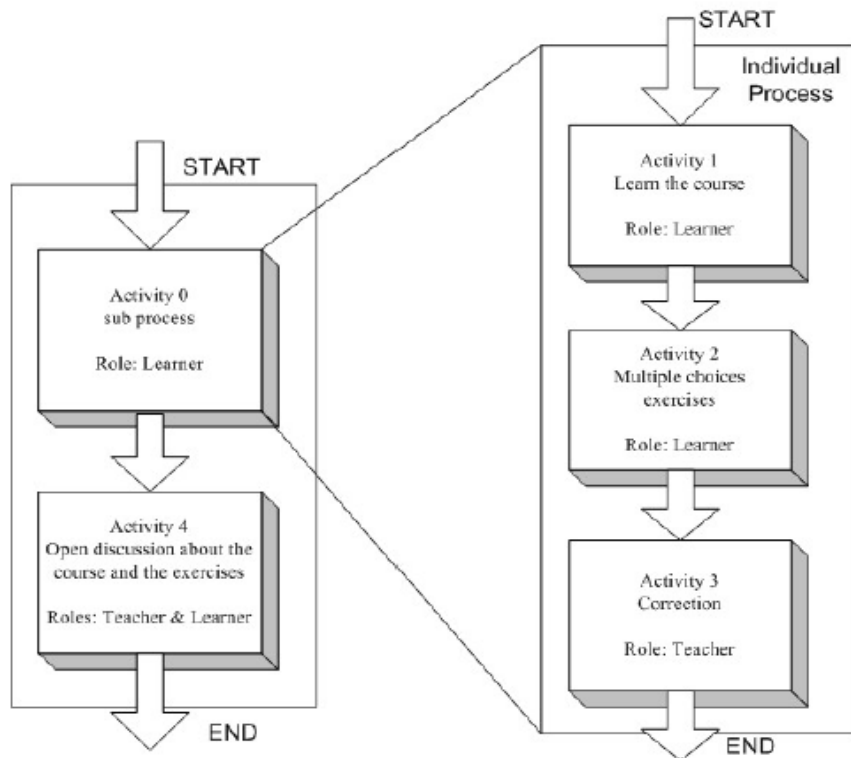 START
Activity 0
sub process
Role: Learner
Activity 4
Open discussion about the
course and the exercises
Roles: Teacher & Learner
END
START
Individual
Process
Activity 1
Learn the course
Role: Learner
Activity 2
Multiple choices
exercises
Role: Learner
Activity 3
Correction
Role: Teacher
END